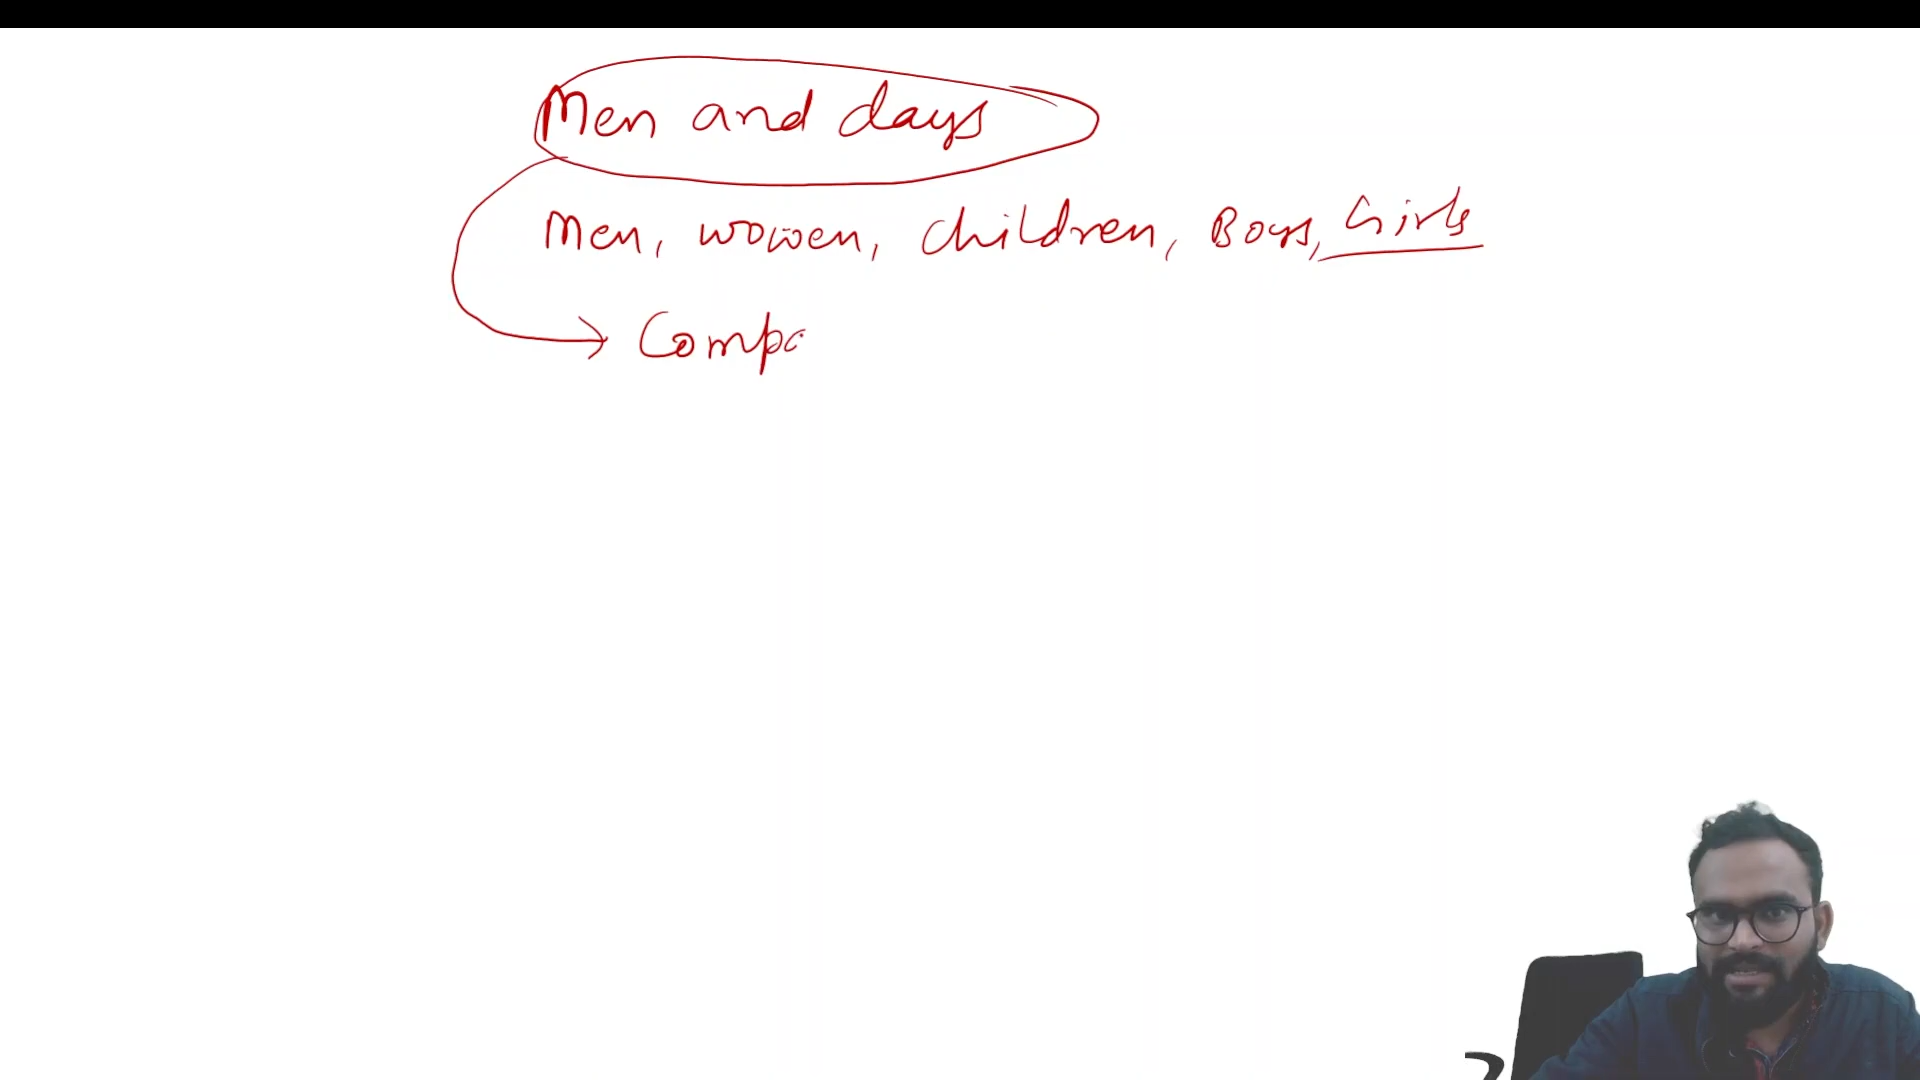 Men and days
Men, women, children, Boys, Girls
Compa